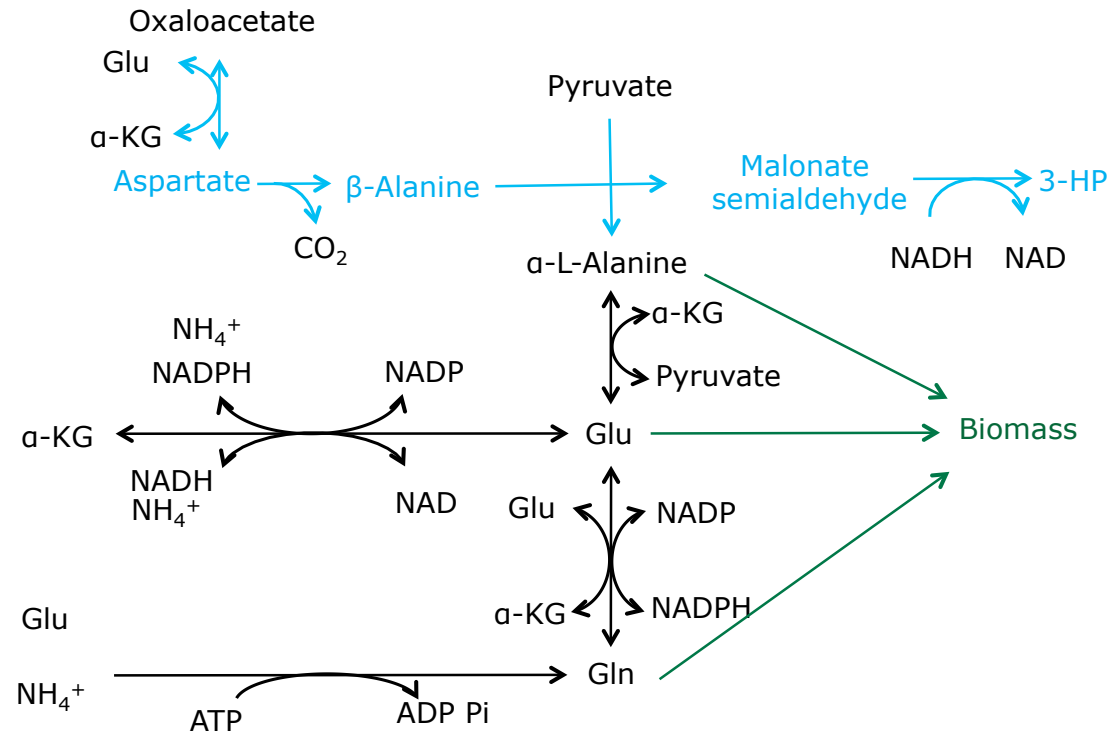 Oxaloacetate
Glu
Pyruvate
ɑ-KG
Aspartate
β-Alanine
Malonate
semialdehyde
3-HP
CO₂
NADH
NAD
ɑ-L-Alanine
ɑ-KG
NH₄⁺
NADPH
NADP
Pyruvate
ɑ-KG
Glu
Biomass
NADH
NH₄⁺
NAD
Glu
NADP
ɑ-KG
NADPH
Glu
Gln
NH₄⁺
ATP
ADP Pi